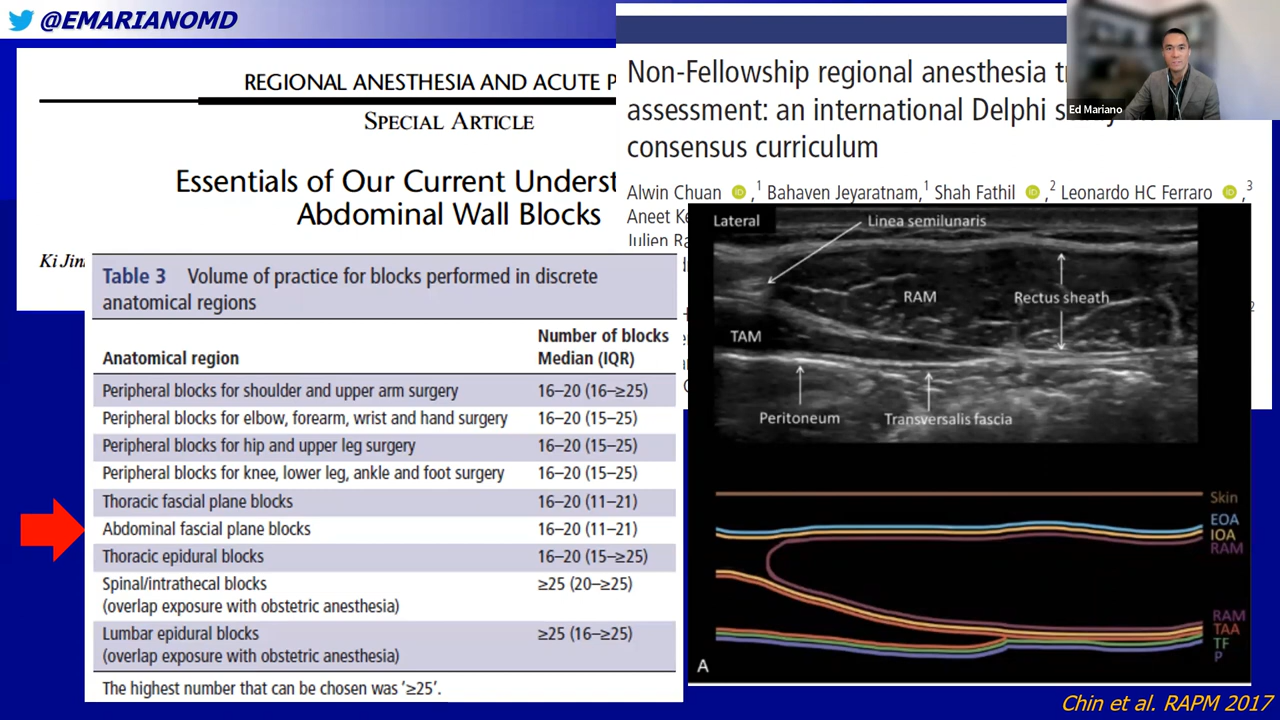 @EMARIANOMD
REGIONAL ANESTHESIA AND ACUTE P
SPECIAL ARTICLE
Essentials of Our Current Underst
Abdominal Wall Blocks
Ki Jin
Non-Fellowship regional anesthesia
assessment: an international Delphi
consensus curriculum
Alwin Chuan 1 Bahaven Jeyaratnam,1 Shah Fathil ,2 Leonardo HC Ferraro 3
Aneet
Julien
Ed Mariano
Table 3 Volume of practice for blocks performed in discrete
anatomical regions
Anatomical region Number of blocks Median (IQR)
Peripheral blocks for shoulder and upper arm surgery 16–20 (16–≥25)
Peripheral blocks for elbow, forearm, wrist and hand surgery 16–20 (15–25)
Peripheral blocks for hip and upper leg surgery 16–20 (15–25)
Peripheral blocks for knee, lower leg, ankle and foot surgery 16–20 (15–25)
Thoracic fascial plane blocks 16–20 (11–21)
Abdominal fascial plane blocks 16–20 (11–21)
Thoracic epidural blocks 16–20 (15–≥25)
Spinal/intrathecal blocks ≥25 (20–≥25)
(overlap exposure with obstetric anesthesia)
Lumbar epidural blocks ≥25 (16–≥25)
(overlap exposure with obstetric anesthesia)
The highest number that can be chosen was '≥25'.
Lateral
Linea semilunaris
RAM
Rectus sheath
TAM
Peritoneum
Transversalis fascia
Skin
EOA
IOA
RAM
RAM
TAA
TF
P
A
Chin et al. RAPM 2017